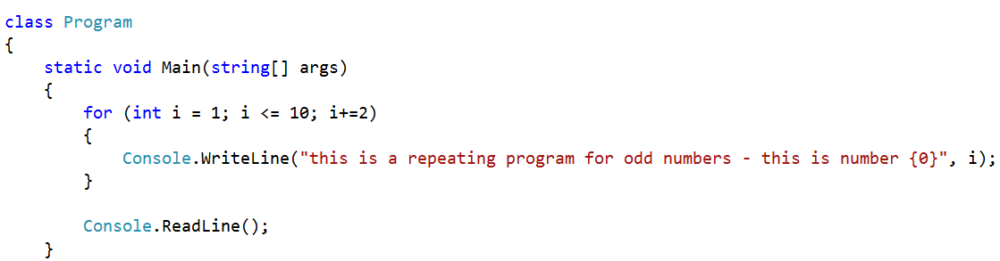 class Program
{
    static void Main(string[] args)
    {
        for (int i = 1; i <= 10; i+=2)
        {
            Console.WriteLine("this is a repeating program for odd numbers - this is number {0}", i);
        }

        Console.ReadLine();
    }